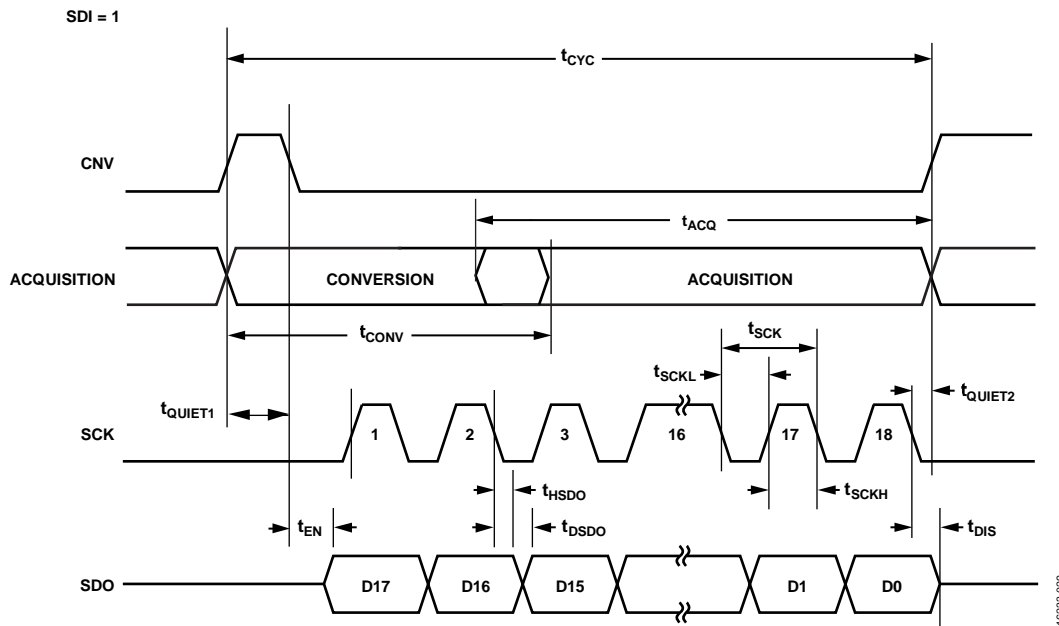 SDI = 1
tCYC
CNV
tACQ
ACQUISITION
CONVERSION
ACQUISITION
tCONV
tSCK
tSCKL
tQUIET1
tQUIET2
SCK
1
2
3
16
17
18
tHSDO
tSCKH
tEN
tDSDO
tDIS
SDO
D17
D16
D15
D1
D0